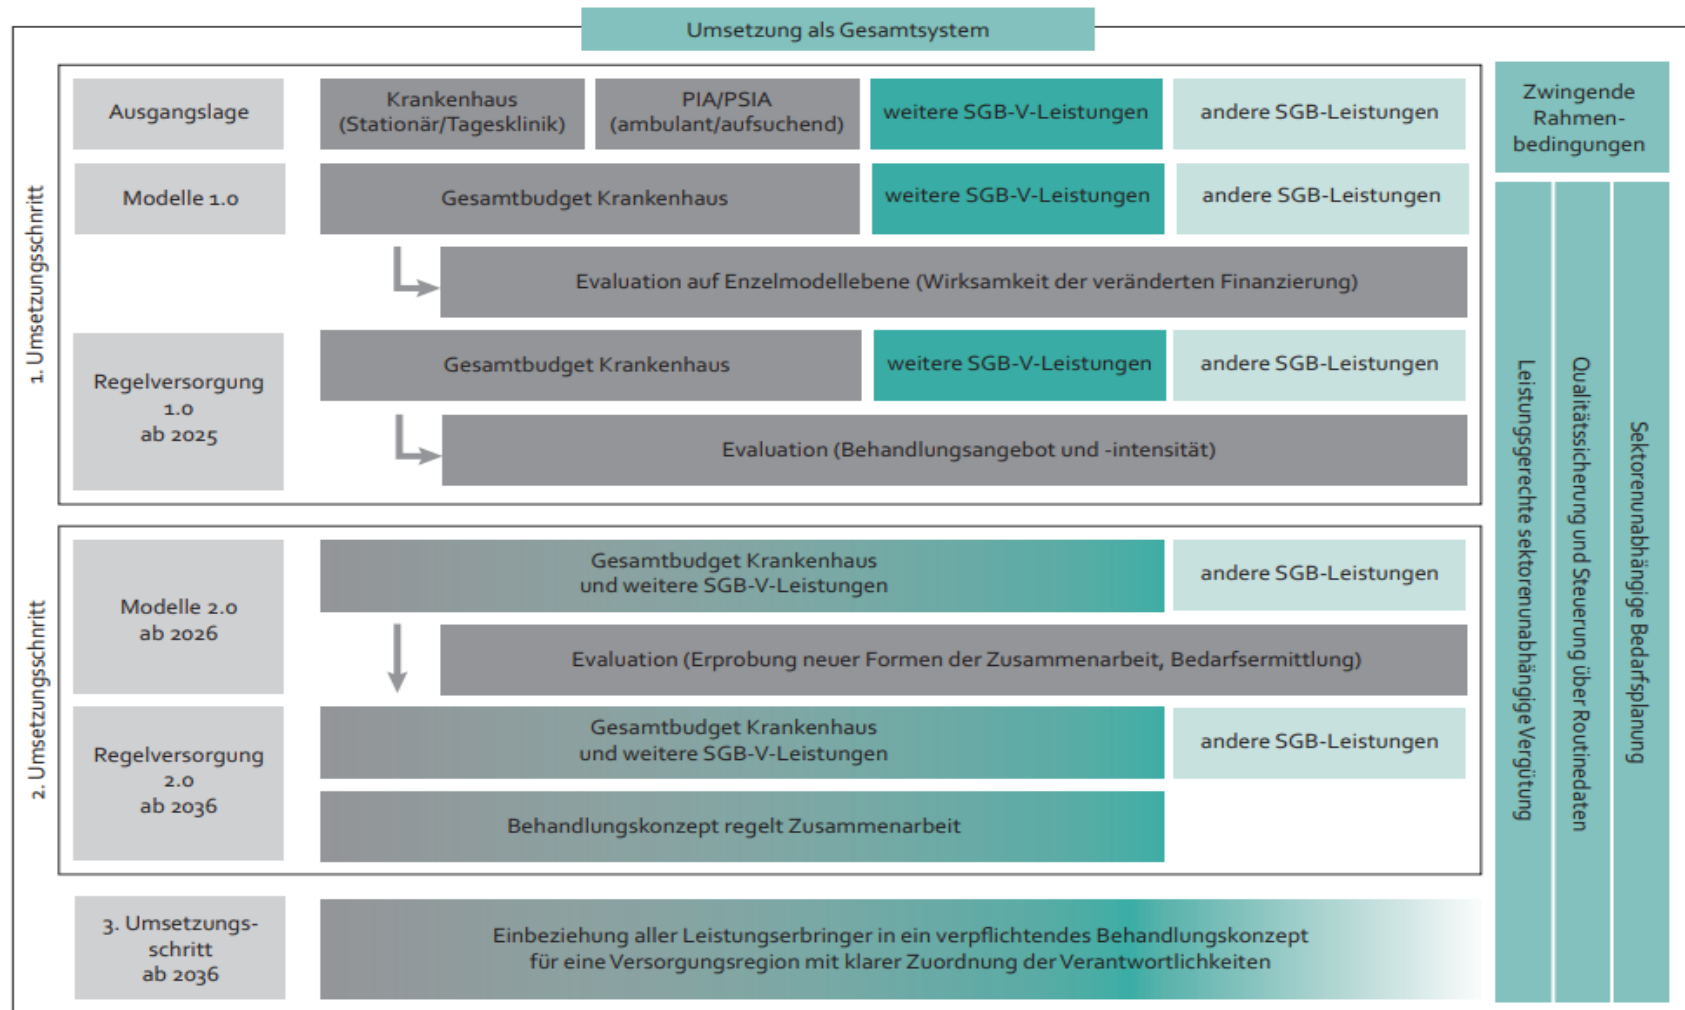 Umsetzung als Gesamtsystem
1. Umsetzungsschritt
Ausgangslage
Krankenhaus
(Stationär/Tagesklinik)
PIA/PSIA
(ambulant/aufsuchend)
weitere SGB-V-Leistungen
andere SGB-Leistungen
Modelle 1.0
Gesamtbudget Krankenhaus
weitere SGB-V-Leistungen
andere SGB-Leistungen
Evaluation auf Enzelmodellebene (Wirksamkeit der veränderten Finanzierung)
Regelversorgung
1.0
ab 2025
Gesamtbudget Krankenhaus
weitere SGB-V-Leistungen
andere SGB-Leistungen
Evaluation (Behandlungsangebot und -intensität)
2. Umsetzungsschnritt
Modelle 2.0
ab 2026
Gesamtbudget Krankenhaus
und weitere SGB-V-Leistungen
andere SGB-Leistungen
Evaluation (Erprobung neuer Formen der Zusammenarbeit, Bedarfsermittlung)
Regelversorgung
2.0
ab 2036
Gesamtbudget Krankenhaus
und weitere SGB-V-Leistungen
andere SGB-Leistungen
Behandlungskonzept regelt Zusammenarbeit
3. Umsetzungs-
schritt
ab 2036
Einbeziehung aller Leistungserbringer in ein verpflichtendes Behandlungskonzept
für eine Versorgungsregion mit klarer Zuordnung der Verantwortlichkeiten
Zwingende
Rahmen-
bedingungen
Leistungsgerechte sektorenunabhängige Vergütung
Qualitätssicherung und Steuerung über Routinedaten
Sektorenunabhängige Bedarfsplanung